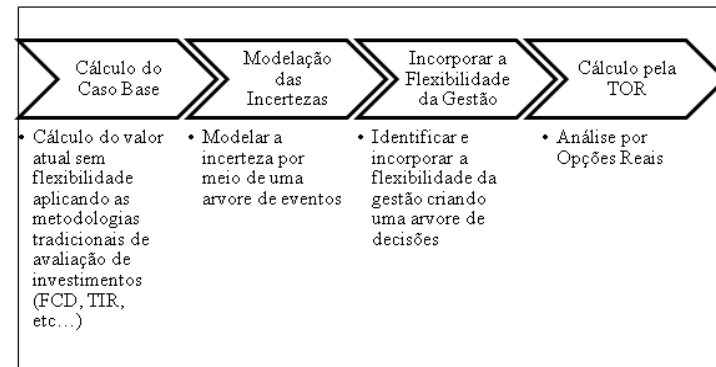 Cálculo do
Caso Base
Modelação
das
Incertezas
Incorporar a
Flexibilidade
da Gestão
Cálculo pela
TOR
• Cálculo do valor
atual sem
flexibilidade
aplicando as
metodologias
tradicionais de
avaliação de
investimentos
(FCD, TIR,
etc…)
• Modelar a
incerteza por
meio de uma
arvore de
eventos
• Identificar e
incorporar a
flexibilidade da
gestão criando
uma arvore de
decisões
• Análise por
Opções Reais